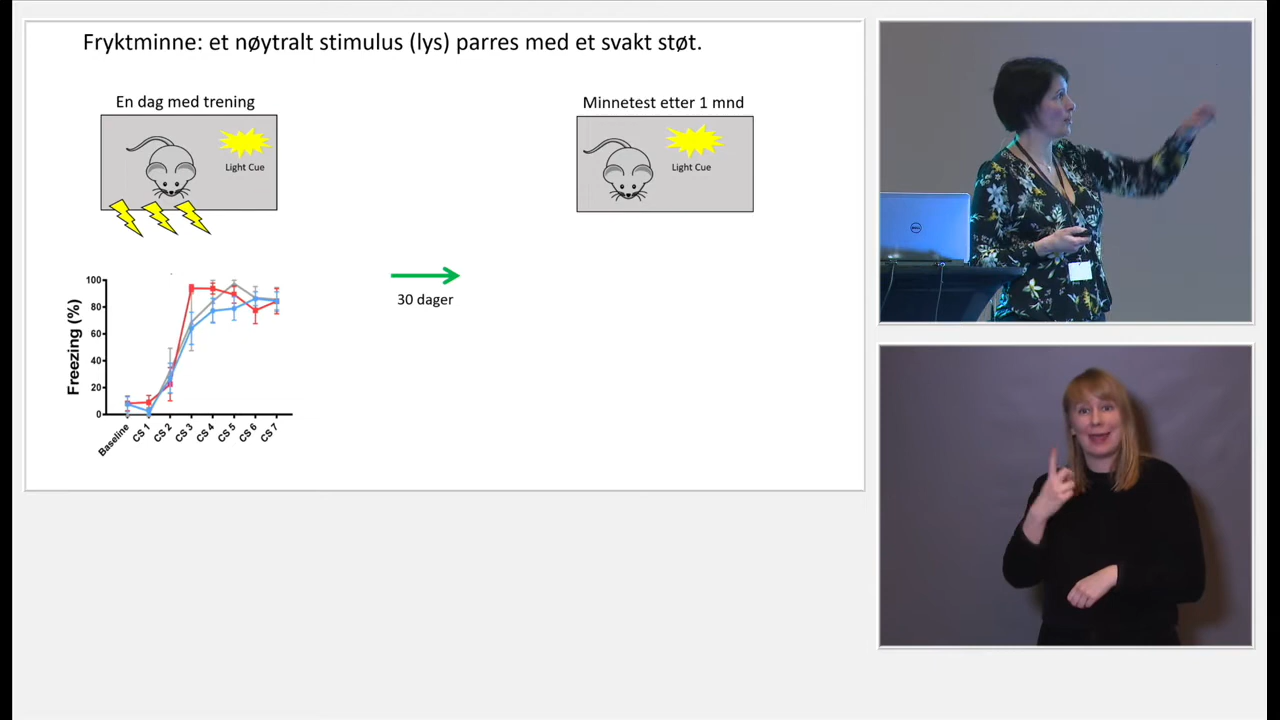 Fryktminne: et nøytralt stimulus (lys) parres med et svakt støt.
En dag med trening
Light Cue
Minnetest etter 1 mnd
Light Cue
30 dager
Freezing (%)
100
80
60
40
20
0
Baseline
CS 1
CS 2
CS 3
CS 4
CS 5
CS 6
CS 7
DELL